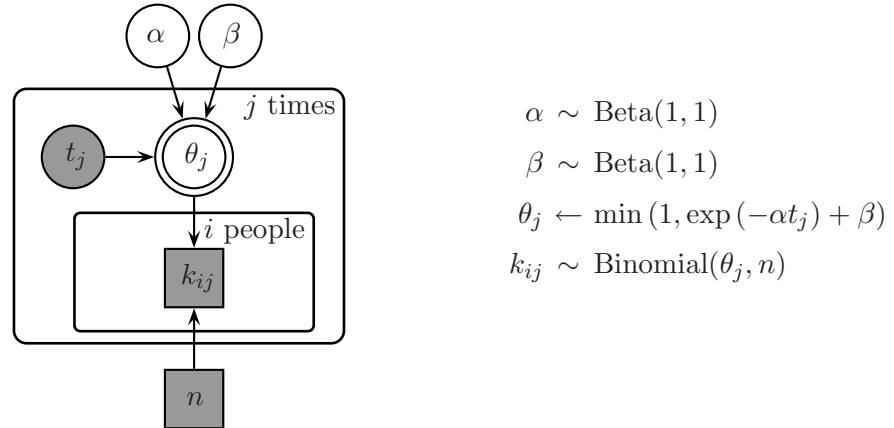 α β
j times
t_j θ_j
i people
k_ij
n
α ∼ Beta(1, 1)
β ∼ Beta(1, 1)
θ_j ← min (1, exp (−αt_j) + β)
k_ij ∼ Binomial(θ_j, n)